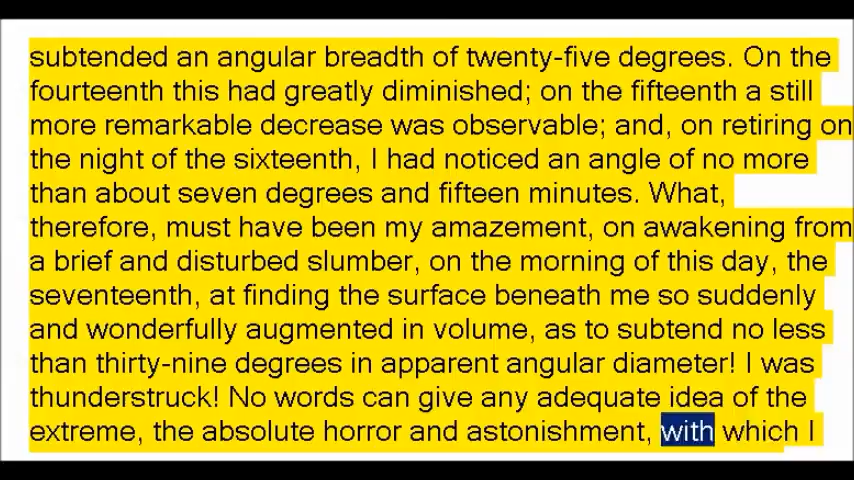 subtended an angular breadth of twenty-five degrees. On the
fourteenth this had greatly diminished; on the fifteenth a still
more remarkable decrease was observable; and, on retiring on
the night of the sixteenth, I had noticed an angle of no more
than about seven degrees and fifteen minutes. What,
therefore, must have been my amazement, on awakening from
a brief and disturbed slumber, on the morning of this day, the
seventeenth, at finding the surface beneath me so suddenly
and wonderfully augmented in volume, as to subtend no less
than thirty-nine degrees in apparent angular diameter! I was
thunderstruck! No words can give any adequate idea of the
extreme, the absolute horror and astonishment, with which I